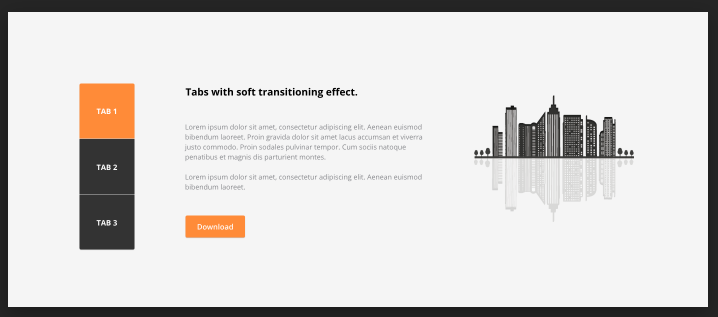 TAB 1
TAB 2
TAB 3
Tabs with soft transitioning effect.
Lorem ipsum dolor sit amet, consectetur adipiscing elit. Aenean euismod
bibendum laoreet. Proin gravida dolor sit amet lacus accumsan et viverra
justo commodo. Proin sodales pulvinar tempor. Cum sociis natoque
penatibus et magnis dis parturient montes.
Lorem ipsum dolor sit amet, consectetur adipiscing elit. Aenean euismod
bibendum laoreet.
Download